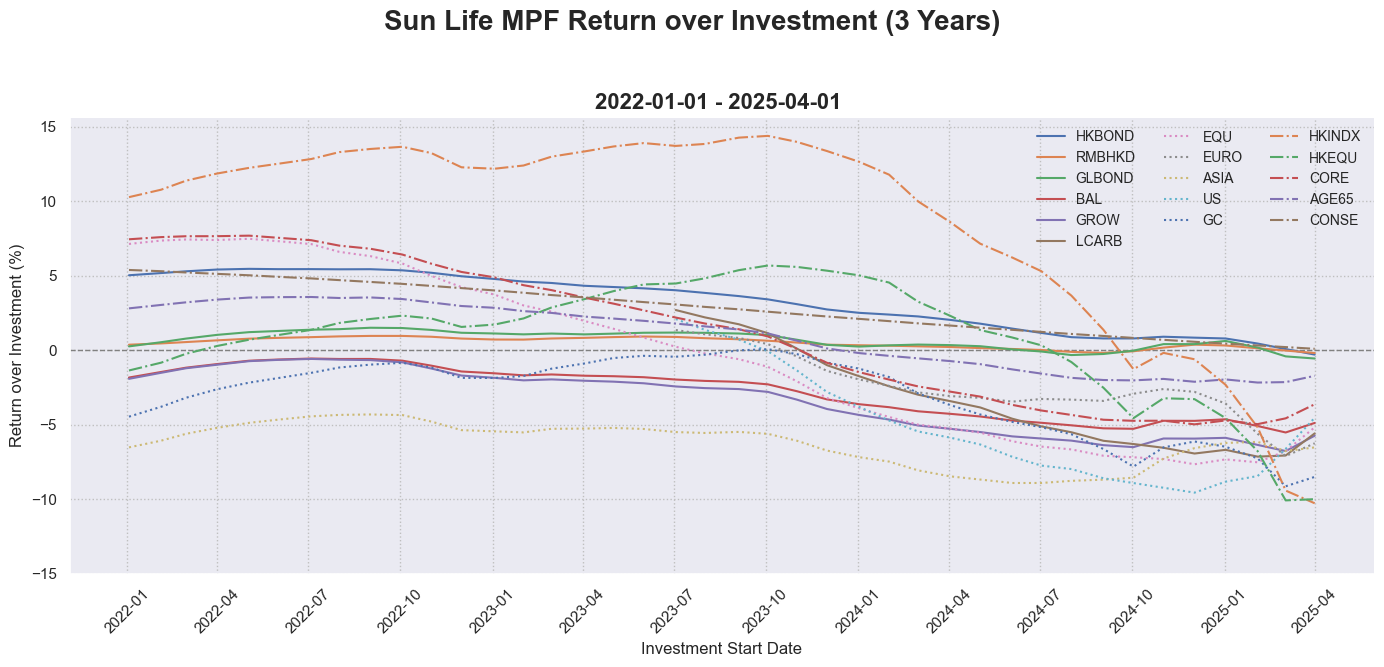 Sun Life MPF Return over Investment (3 Years)
2022-01-01 - 2025-04-01
Return over Investment (%)
15
10
5
0
−5
−10
−15
HKBOND
RMBHKD
GLBOND
BAL
GROW
LCARB
EQU
EURO
ASIA
US
GC
HKINDX
HKEQU
CORE
AGE65
CONSE
2022-01
2022-04
2022-07
2022-10
2023-01
2023-04
2023-07
2023-10
2024-01
2024-04
2024-07
2024-10
2025-01
2025-04
Investment Start Date